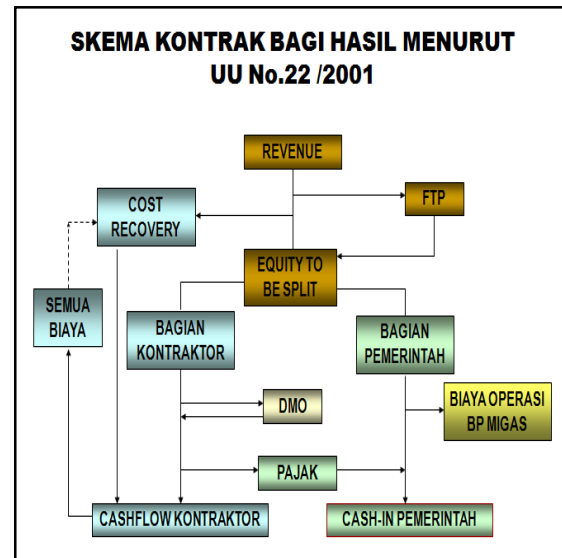 SKEMA KONTRAK BAGI HASIL MENURUT
UU No.22 /2001
REVENUE
COST
RECOVERY
FTP
EQUITY TO
BE SPLIT
SEMUA
BIAYA
BAGIAN
KONTRAKTOR
BAGIAN
PEMERINTAH
DMO
BIAYA OPERASI
BP MIGAS
PAJAK
CASHFLOW KONTRAKTOR
CASH-IN PEMERINTAH